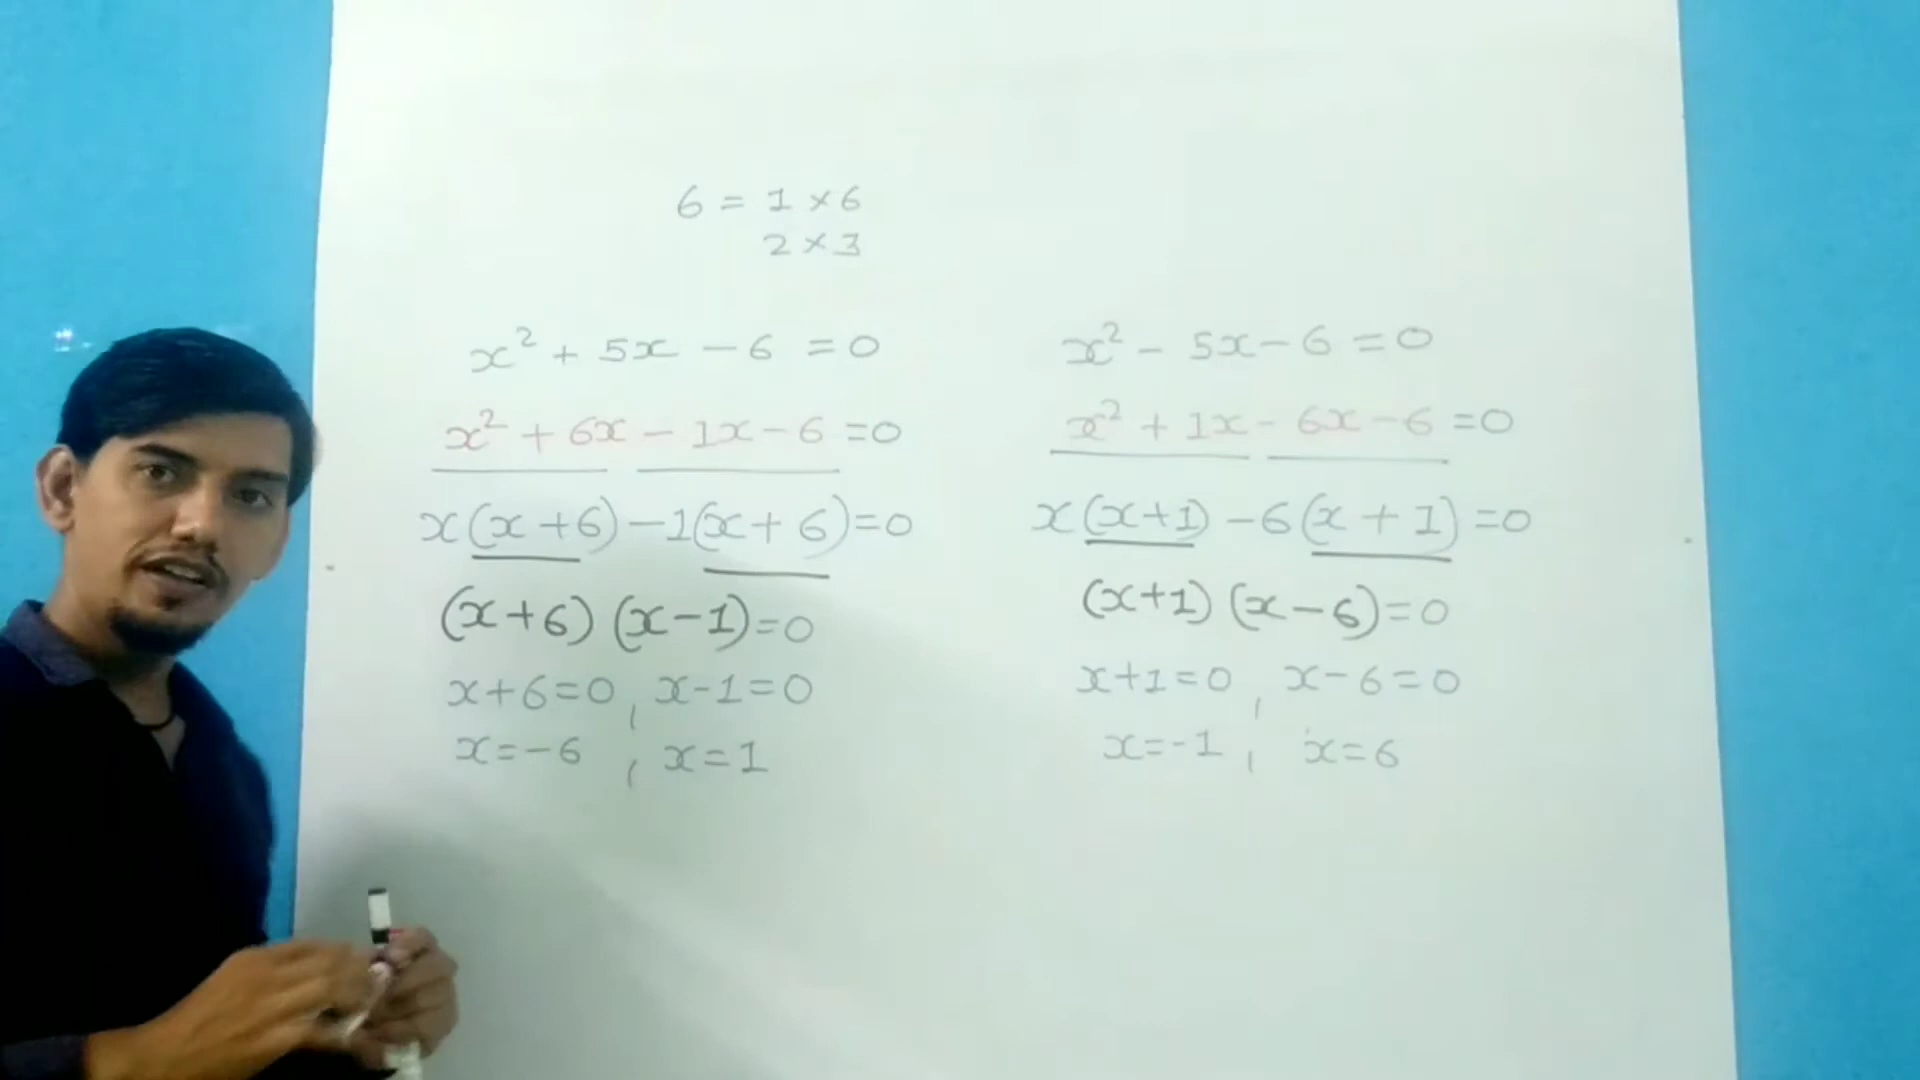 6 = 1 × 6
2 × 3
x² + 5x - 6 = 0
x² + 6x - 1x - 6 = 0
x(x + 6) - 1(x + 6) = 0
(x + 6) (x - 1) = 0
x + 6 = 0, x - 1 = 0
x = -6, x = 1
x² - 5x - 6 = 0
x² + 1x - 6x - 6 = 0
x(x + 1) - 6(x + 1) = 0
(x + 1) (x - 6) = 0
x + 1 = 0, x - 6 = 0
x = -1, x = 6